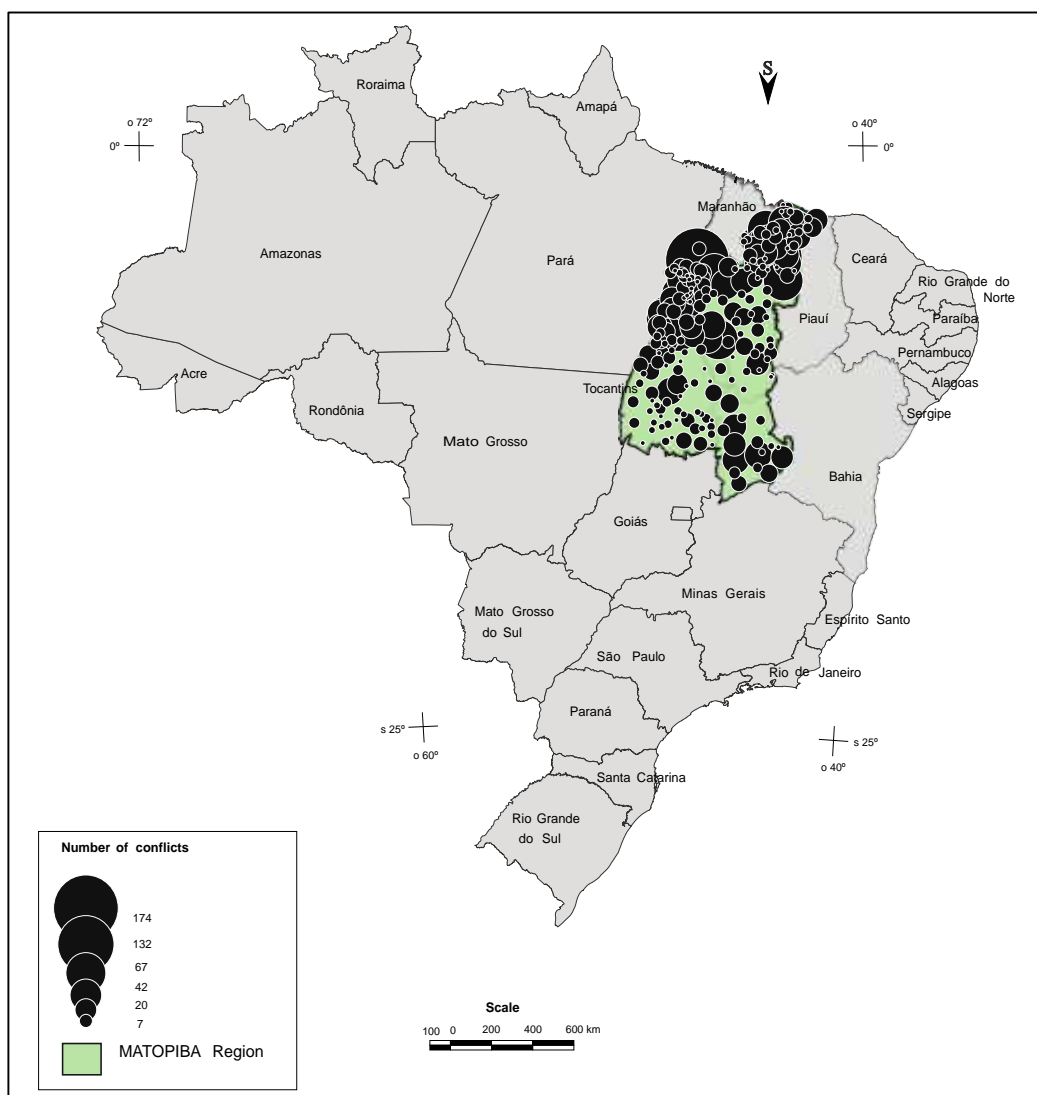 S
Roraima
Amapá
o 72º
0º
o 40º
0º
Maranhão
Amazonas
Pará
Ceará
Rio Grande do
Norte
Piauí
Paraíba
Pernambuco
Acre
Alagoas
Tocantins
Rondônia
Sergipe
Mato Grosso
Bahia
Goiás
Minas Gerais
Mato Grosso
do Sul
Espírito Santo
São Paulo
Rio de Janeiro
Paraná
s 25º
o 60º
s 25º
o 40º
Santa Catarina
Rio Grande
do Sul
Number of conflicts
174
132
67
42
20
7
MATOPIBA Region
Scale
100 0 200 400 600 km